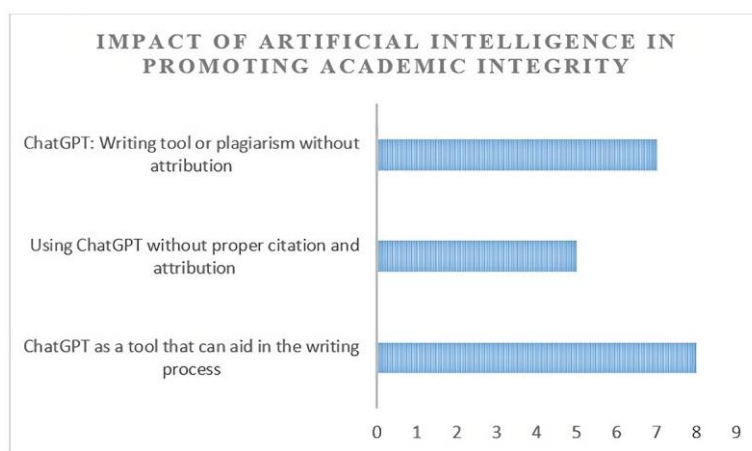 IMPACT OF ARTIFICIAL INTELLIGENCE IN
PROMOTING ACADEMIC INTEGRITY
ChatGPT: Writing tool or plagiarism without
attribution
Using ChatGPT without proper citation and
attribution
ChatGPT as a tool that can aid in the writing
process
0 1 2 3 4 5 6 7 8 9